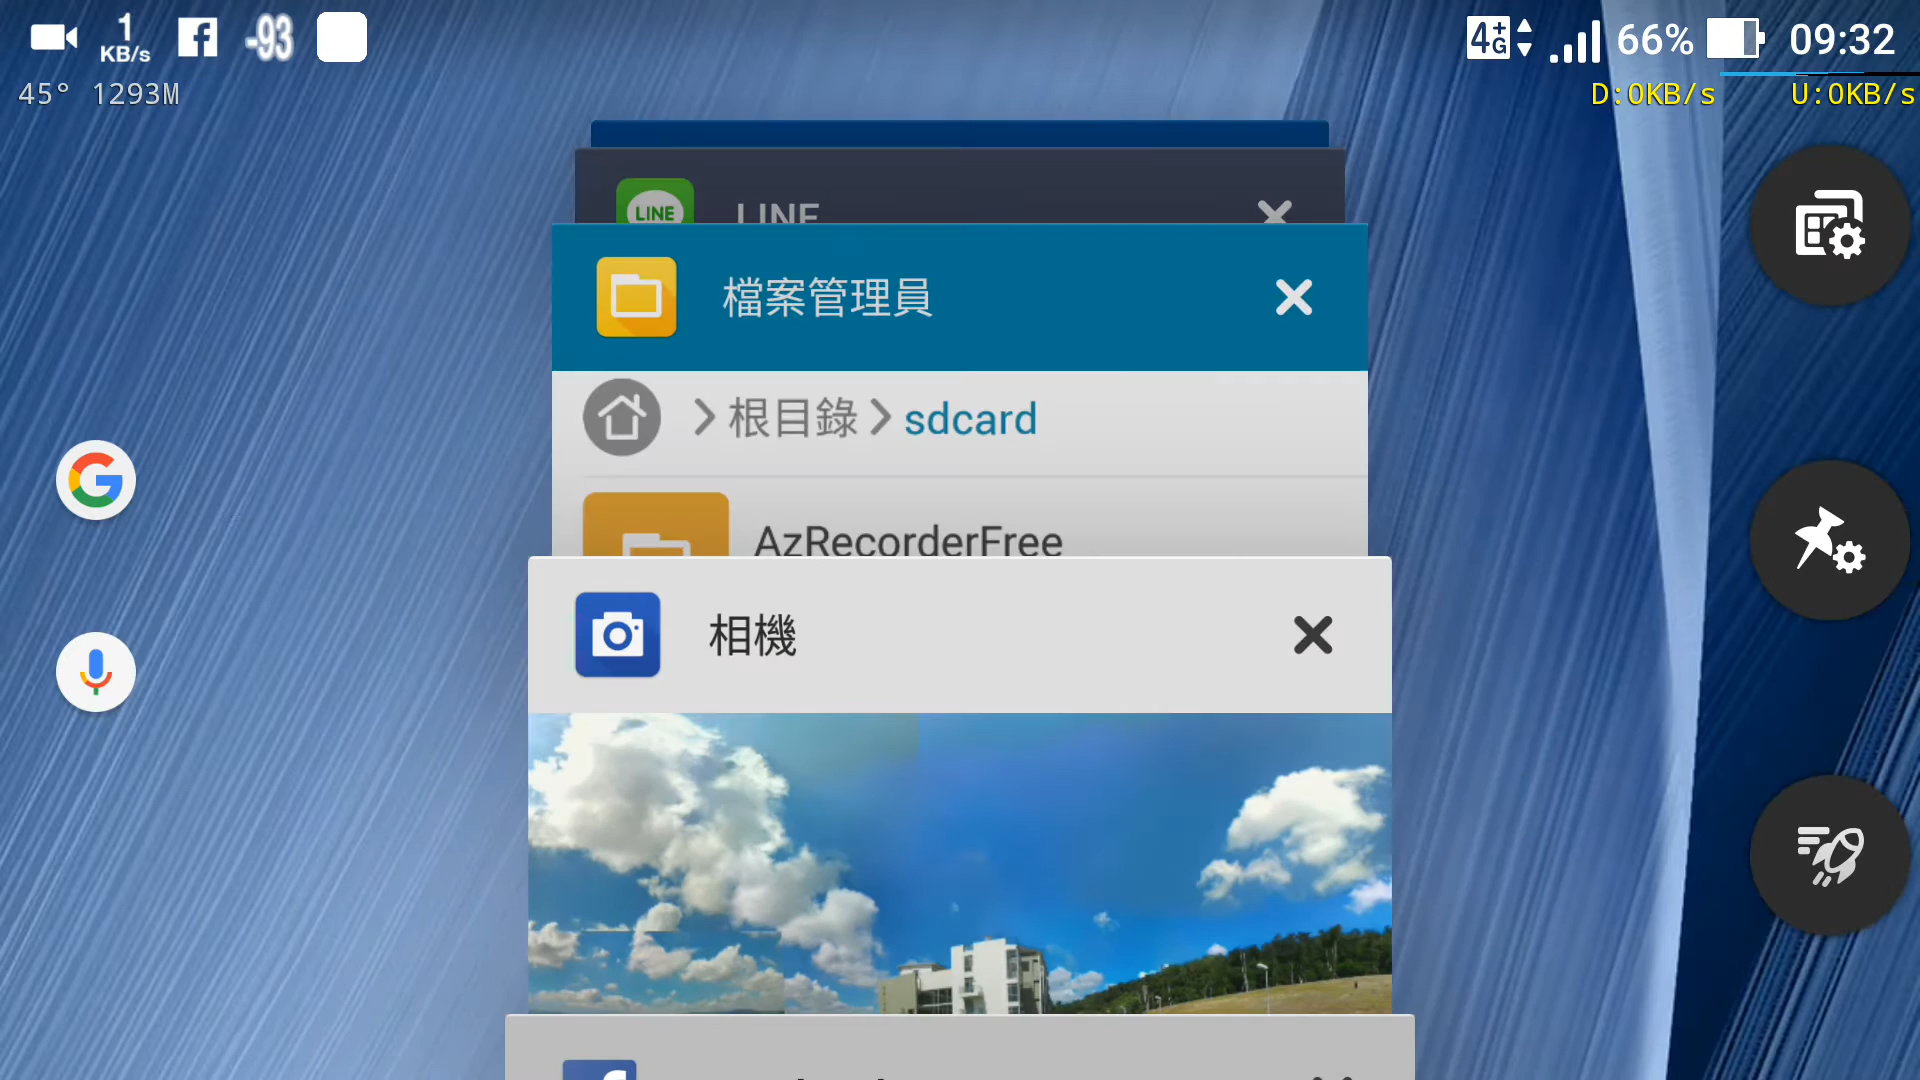 1
KB/s
-93
4+G
66%
09:32
45° 1293M
D:0KB/s U:0KB/s
LINE
LINE
檔案管理員
根目錄
sdcard
AzRecorderFree
相機